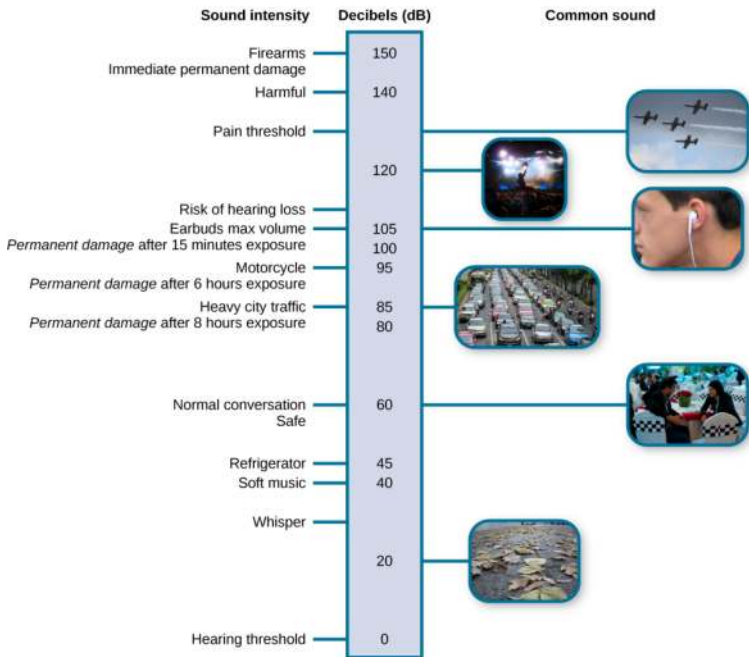 Sound intensity Decibels (dB) Common sound
Firearms 150
Immediate permanent damage
Harmful 140
Pain threshold
120
Risk of hearing loss
Earbuds max volume 105
Permanent damage after 15 minutes exposure 100
Motorcycle 95
Permanent damage after 6 hours exposure
Heavy city traffic 85
Permanent damage after 8 hours exposure 80
Normal conversation 60
Safe
Refrigerator 45
Soft music 40
Whisper
20
Hearing threshold 0